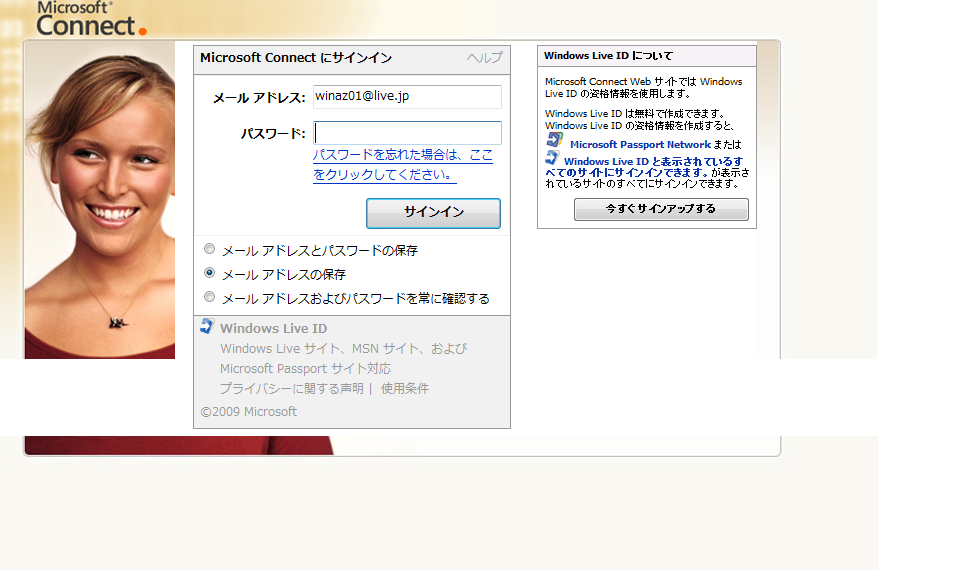 Microsoft®
Connect
Microsoft Connect にサインイン
ヘルプ
メール アドレス:
winaz01@live.jp
パスワード:
パスワードを忘れた場合は、ここ
をクリックしてください。
サインイン
メール アドレスとパスワードの保存
メール アドレスの保存
メール アドレスおよびパスワードを常に確認する
Windows Live ID
Windows Live サイト、MSN サイト、および
Microsoft Passport サイト対応
プライバシーに関する声明 | 使用条件
©2009 Microsoft
Windows Live ID について
Microsoft Connect Web サイトでは Windows
Live ID の資格情報を使用します。
Windows Live ID は無料で作成できます。
Windows Live ID の資格情報を作成すると、
Microsoft Passport Network または
Windows Live ID と表示されているす
べてのサイトにサインインできます。が表示さ
れているサイトのすべてにサインインできます。
今すぐサインアップする